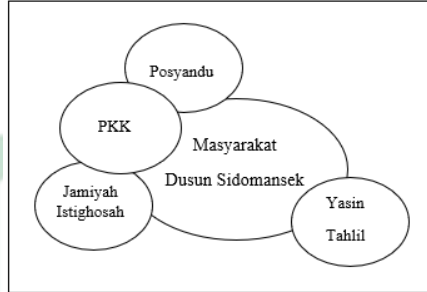 Posyandu
PKK
Masyarakat
Dusun Sidomansek
Jamiyah
Istighosah
Yasin
Tahlil